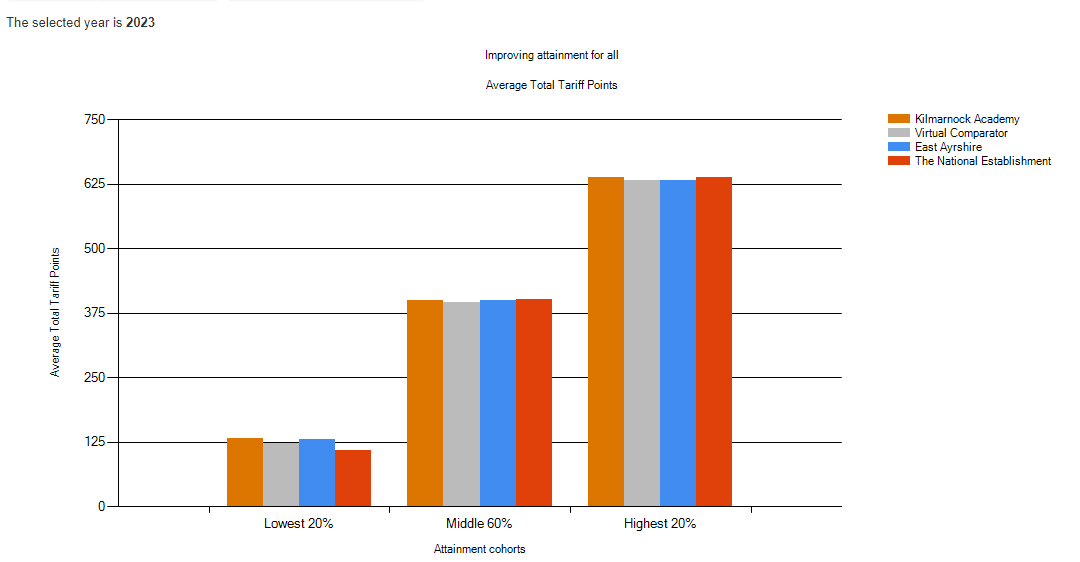 The selected year is 2023
Improving attainment for all
Average Total Tariff Points
Kilmarnock Academy
Virtual Comparator
East Ayrshire
The National Establishment
Average Total Tariff Points
750
625
500
375
250
125
0
Lowest 20%
Middle 60%
Highest 20%
Attainment cohorts